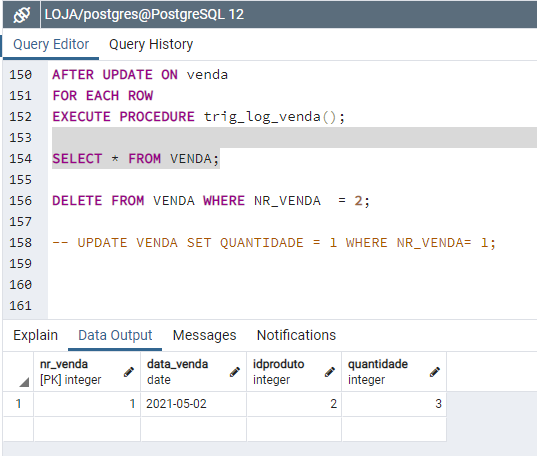 LOJA/postgres@PostgreSQL 12
Query Editor Query History
150 AFTER UPDATE ON venda
151 FOR EACH ROW
152 EXECUTE PROCEDURE trig_log_venda();
153
154 SELECT * FROM VENDA;
155
156 DELETE FROM VENDA WHERE NR_VENDA  = 2;
157
158 -- UPDATE VENDA SET QUANTIDADE = 1 WHERE NR_VENDA= 1;
159
160
161
Explain Data Output Messages Notifications
nr_venda data_venda idproduto quantidade
[PK] integer date integer integer
1 1 2021-05-02 2 3